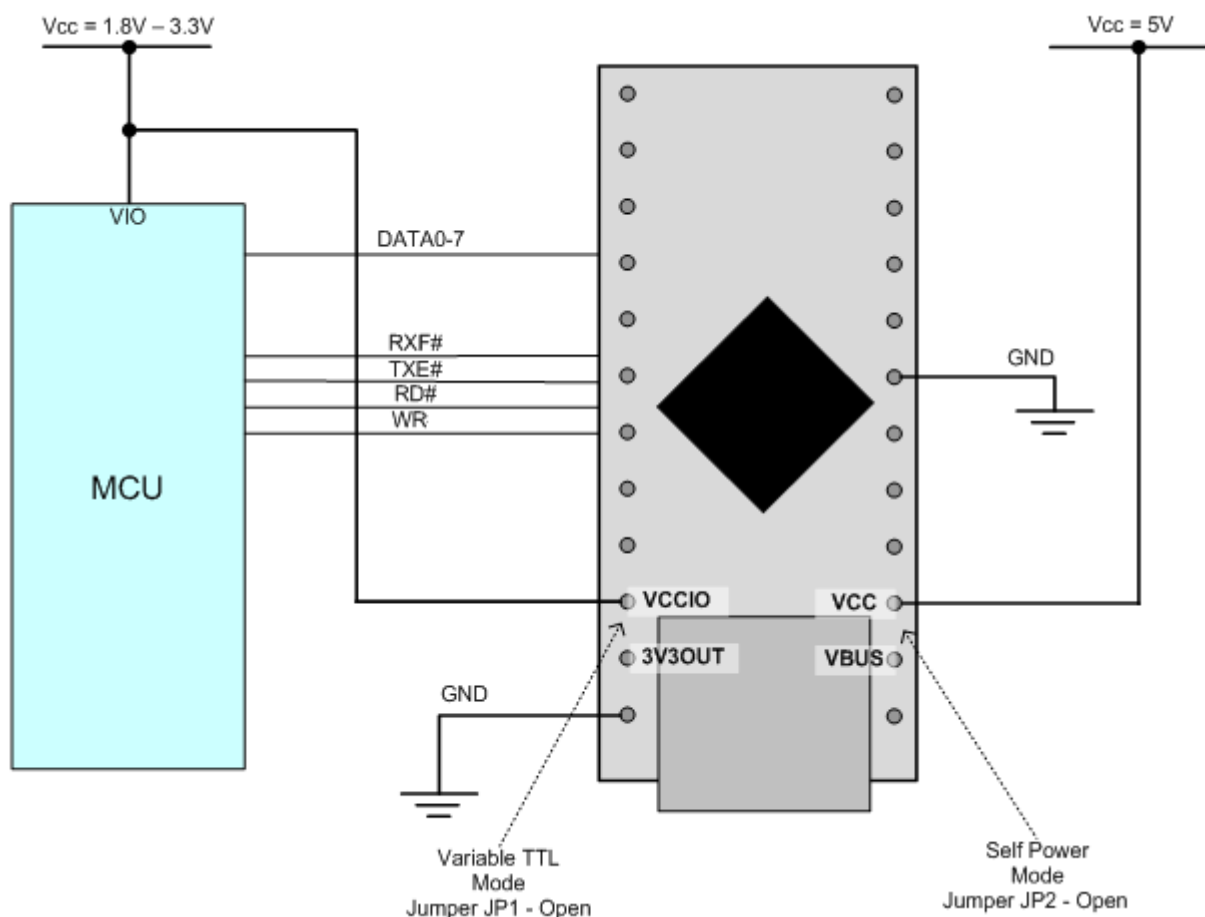 Vcc = 1.8V – 3.3V
Vcc = 5V
VIO
DATA0-7
RXF#
TXE#
RD#
WR
GND
MCU
VCCIO
VCC
3V3OUT
VBUS
GND
Variable TTL
Mode
Jumper JP1 - Open
Self Power
Mode
Jumper JP2 - Open